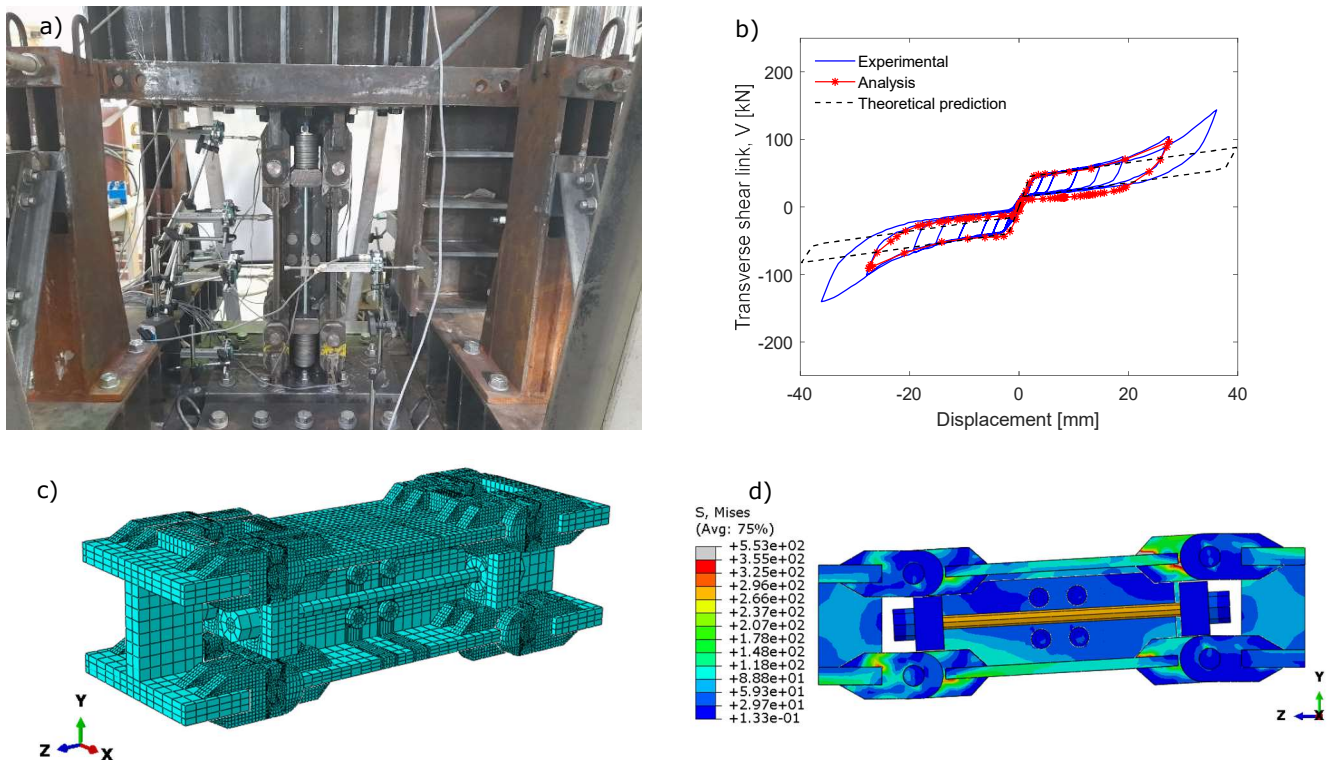 a)
b)
Experimental
Analysis
Theoretical prediction
Transverse shear link, V [kN]
200
100
0
-100
-200
-40
-20
0
20
40
Displacement [mm]
c)
Y
Z
X
d)
S, Mises
(Avg: 75%)
+5.53e+02
+3.55e+02
+3.25e+02
+2.96e+02
+2.66e+02
+2.37e+02
+2.07e+02
+1.78e+02
+1.48e+02
+1.18e+02
+8.88e+01
+5.93e+01
+2.97e+01
+1.33e-01
Y
Z
X